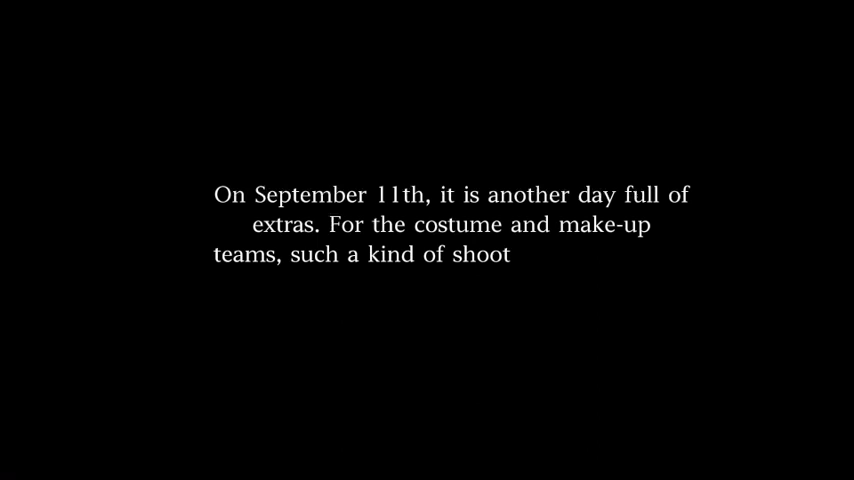 On September 11th, it is another day full of
extras. For the costume and make-up
teams, such a kind of shoot